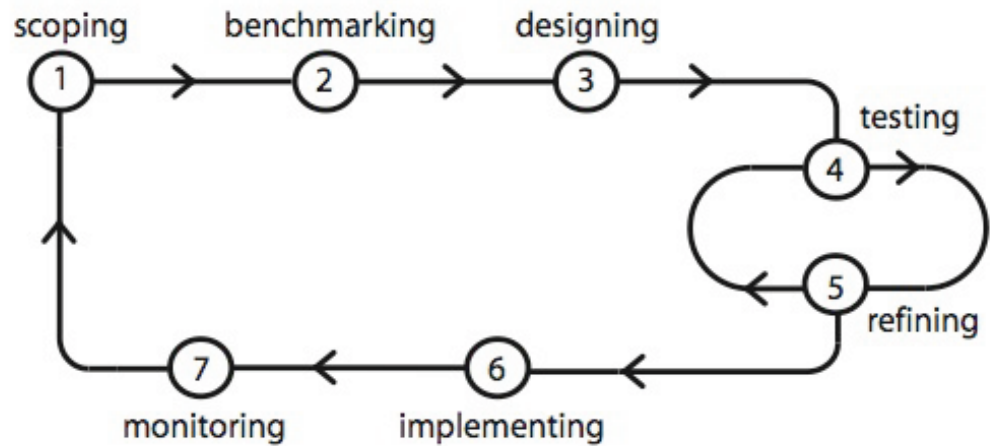 scoping benchmarking designing
1 2 3
testing
4
5
refining
7 6
monitoring implementing